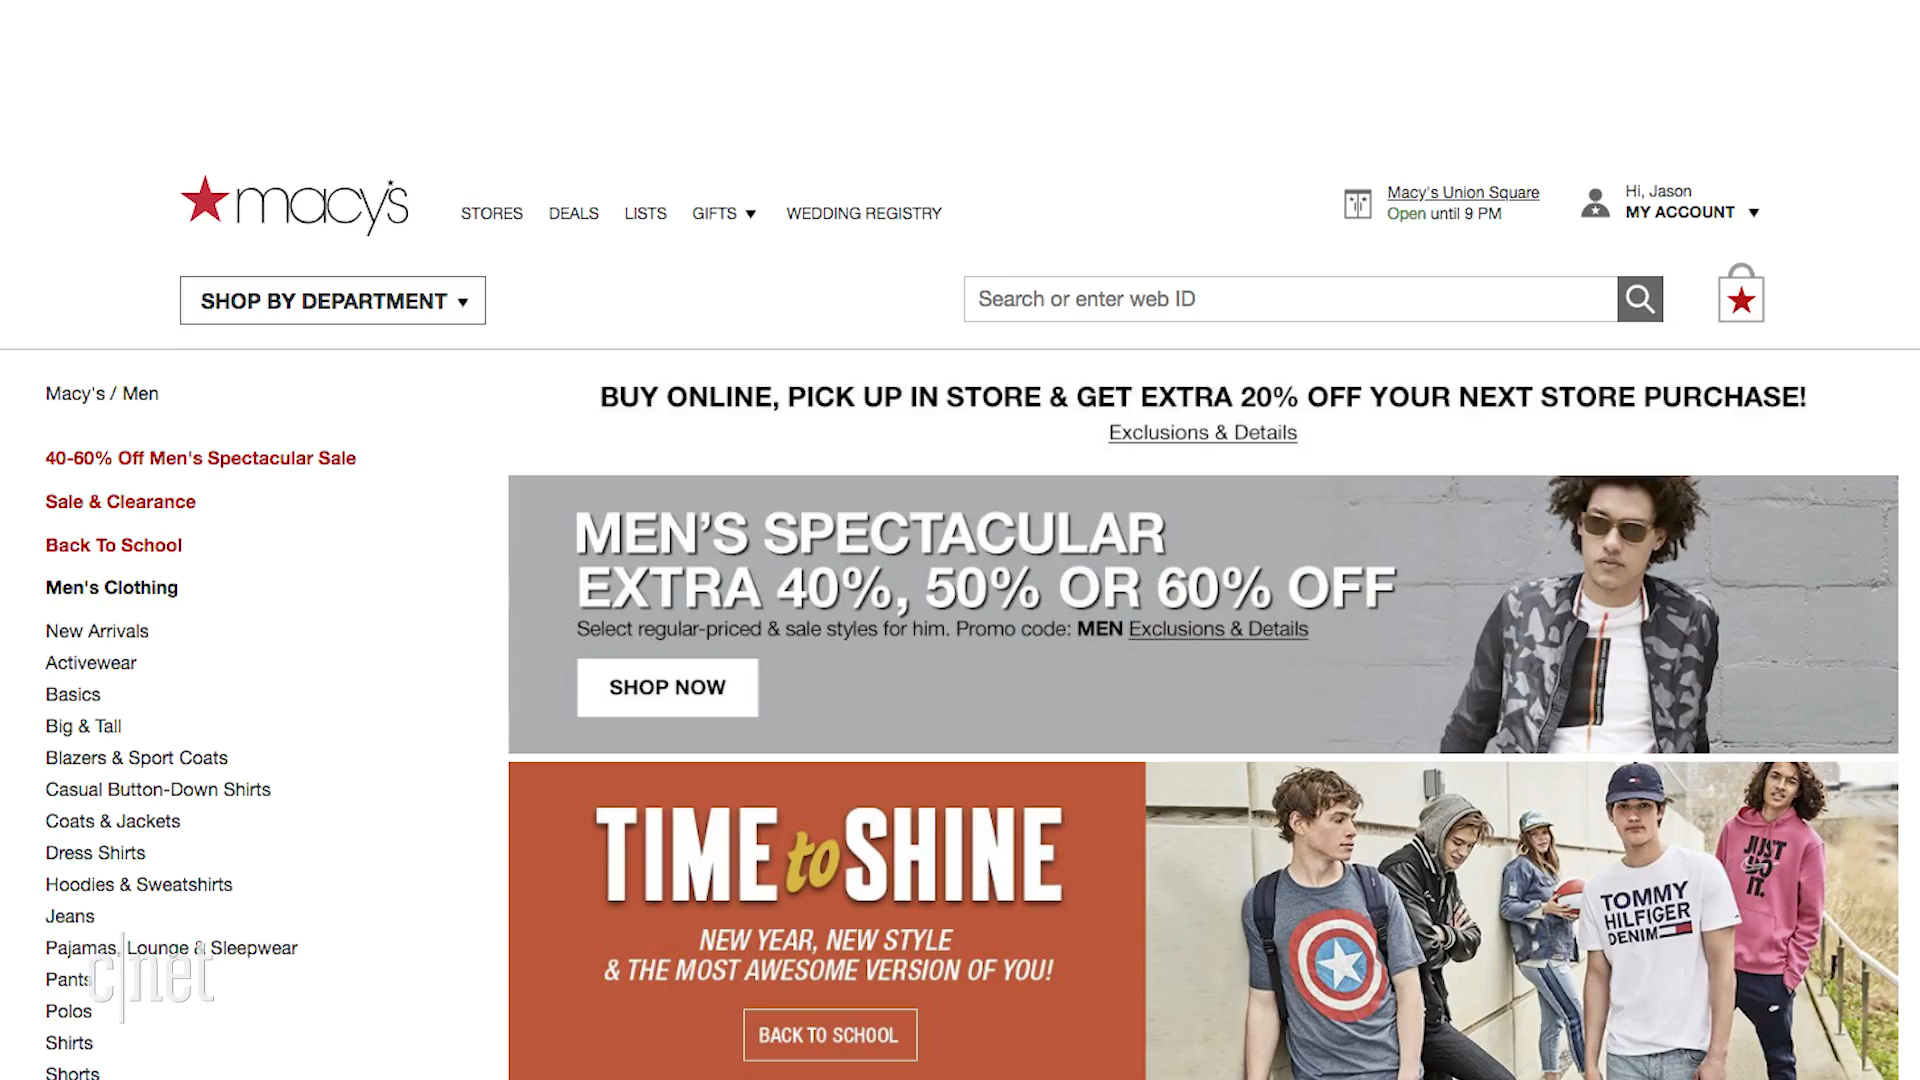 macy's
STORES DEALS LISTS GIFTS WEDDING REGISTRY
Macy's Union Square
Open until 9 PM
Hi, Jason
MY ACCOUNT
SHOP BY DEPARTMENT
Search or enter web ID
Macy's / Men
40-60% Off Men's Spectacular Sale
Sale & Clearance
Back To School
Men's Clothing
New Arrivals
Activewear
Basics
Big & Tall
Blazers & Sport Coats
Casual Button-Down Shirts
Coats & Jackets
Dress Shirts
Hoodies & Sweatshirts
Jeans
Pajamas, Lounge & Sleepwear
Pants
Polos
Shirts
Shorts
c|net
BUY ONLINE, PICK UP IN STORE & GET EXTRA 20% OFF YOUR NEXT STORE PURCHASE!
Exclusions & Details
MEN'S SPECTACULAR
EXTRA 40%, 50% OR 60% OFF
Select regular-priced & sale styles for him. Promo code: MEN Exclusions & Details
SHOP NOW
TIME to SHINE
NEW YEAR, NEW STYLE
& THE MOST AWESOME VERSION OF YOU!
BACK TO SCHOOL
TOMMY
HILFIGER
DENIM
JUST
DO
IT.